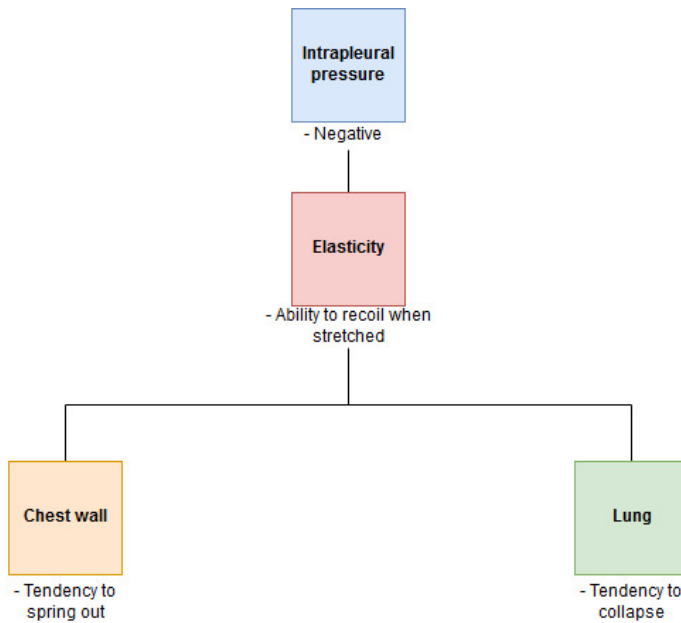 Intrapleural
pressure
- Negative
Elasticity
- Ability to recoil when
stretched
Chest wall
- Tendency to
spring out
Lung
- Tendency to
collapse